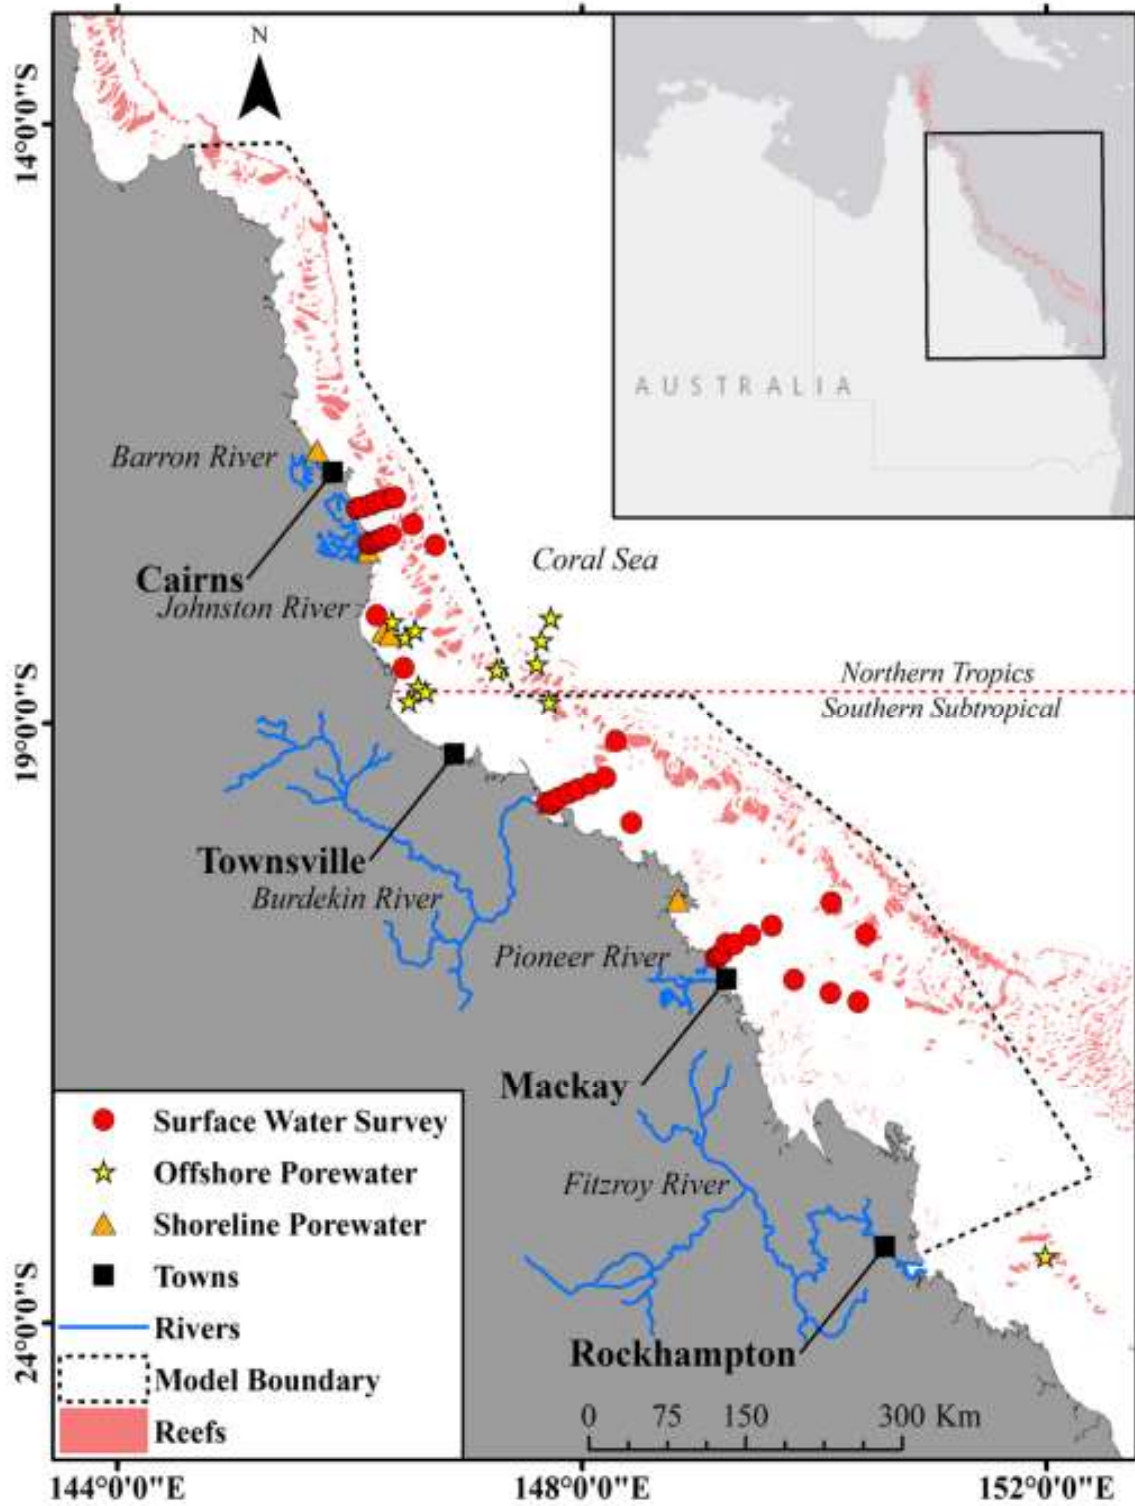 N
14°0'0"S
19°0'0"S
24°0'0"S
AUSTRALIA
Barron River
Cairns
Johnston River
Coral Sea
Northern Tropics
Southern Subtropical
Townsville
Burdekin River
Pioneer River
Mackay
Fitzroy River
Rockhampton
Surface Water Survey
Offshore Porewater
Shoreline Porewater
Towns
Rivers
Model Boundary
Reefs
0 75 150 300 Km
144°0'0"E 148°0'0"E 152°0'0"E